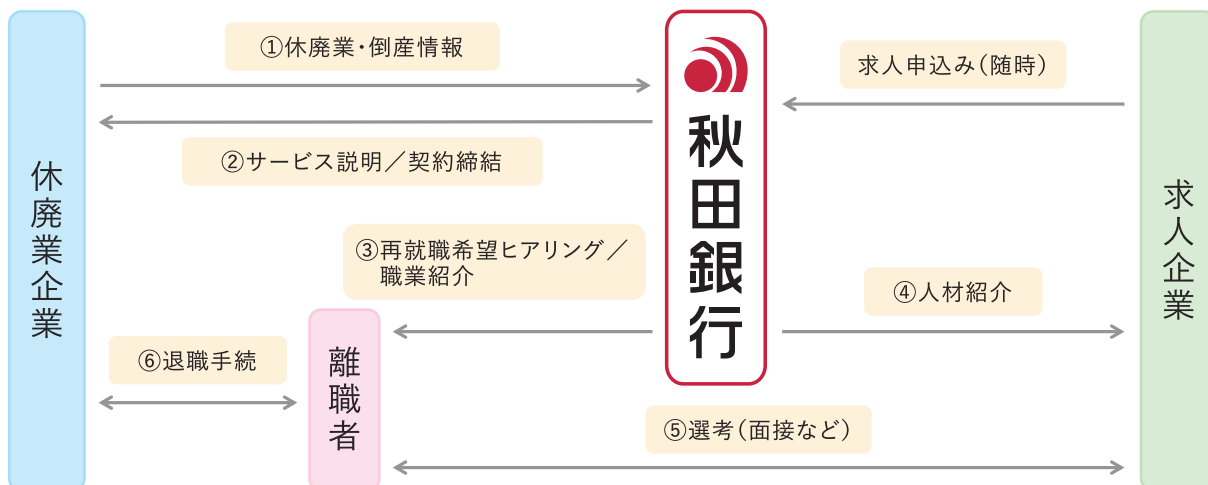 ①休廃業・倒産情報
求人申込み（随時）
秋田銀行
②サービス説明／契約締結
休廃業企業
求人企業
③再就職希望ヒアリング／
職業紹介
④人材紹介
⑥退職手続
離職者
⑤選考（面接など）